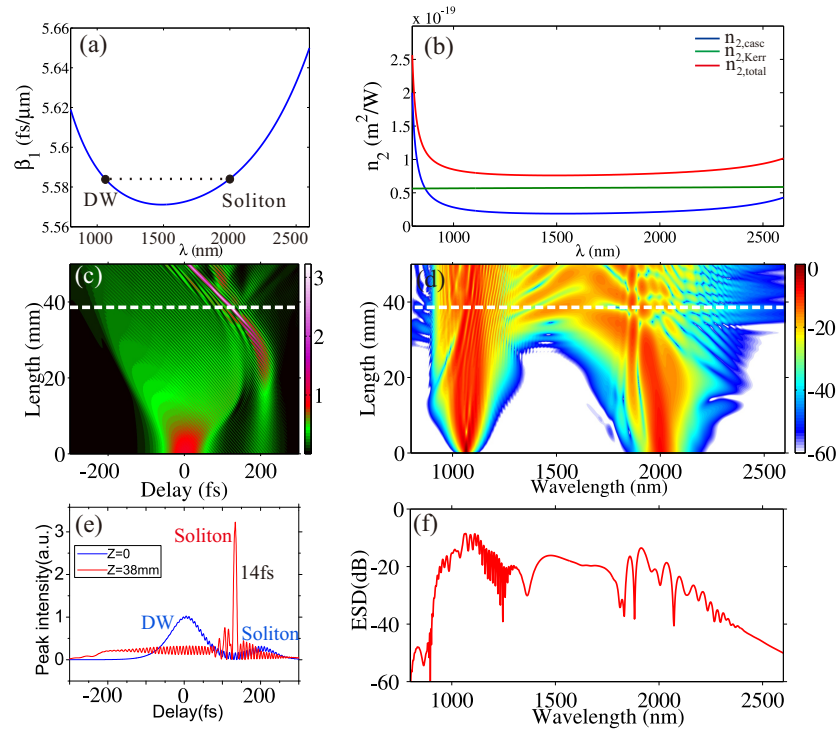 (a)
5.66
5.64
5.62
5.6
5.58
5.56
β₁ (fs/μm)
DW
Soliton
1000
1500
2000
2500
λ (nm)
x 10⁻¹⁹
(b)
n₂,casc
n₂,Kerr
n₂,total
2.5
2
1.5
1
0.5
0
n₂ (m²/W)
1000
1500
2000
2500
λ (nm)
(c)
40
20
0
Length (mm)
-200
0
200
Delay (fs)
3
2
1
(d)
40
20
0
Length (mm)
1000
1500
2000
2500
Wavelength (nm)
0
-20
-40
-60
(e)
3
2
1
0
Peak intensity(a.u.)
Z=0
Z=38mm
Soliton
14fs
DW
Soliton
-200
0
200
Delay(fs)
(f)
0
-20
-40
-60
ESD(dB)
1000
1500
2000
2500
Wavelength (nm)